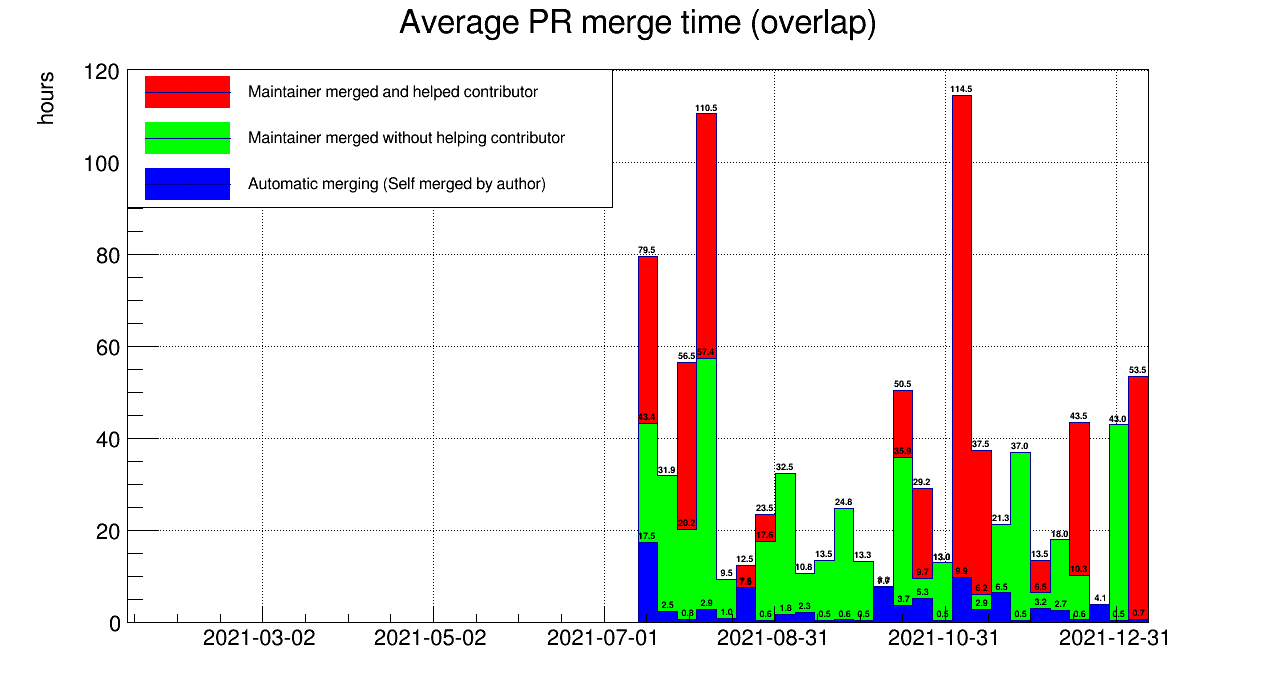 Average PR merge time (overlap)
hours
120
100
80
60
40
20
0
Maintainer merged and helped contributor
Maintainer merged without helping contributor
Automatic merging (Self merged by author)
79.5 43.4 17.5
31.9 2.5
56.5 20.2 0.8
110.5 57.4 2.9
9.5 1.0
12.5
23.5 17.6 0.6
32.5 1.8
10.8 2.3
13.5 0.5
24.8 0.6
13.3 0.5
50.5 35.9 3.7
29.2 9.7 5.3
13.0 0.5
114.5 9.9
37.5 6.2 2.9
21.3 6.5
37.0 0.5
13.5 6.5 3.2
18.0 2.7
43.5 10.3 0.6
4.1
43.0 0.5
53.5 0.7
2021-03-02 2021-05-02 2021-07-01 2021-08-31 2021-10-31 2021-12-31